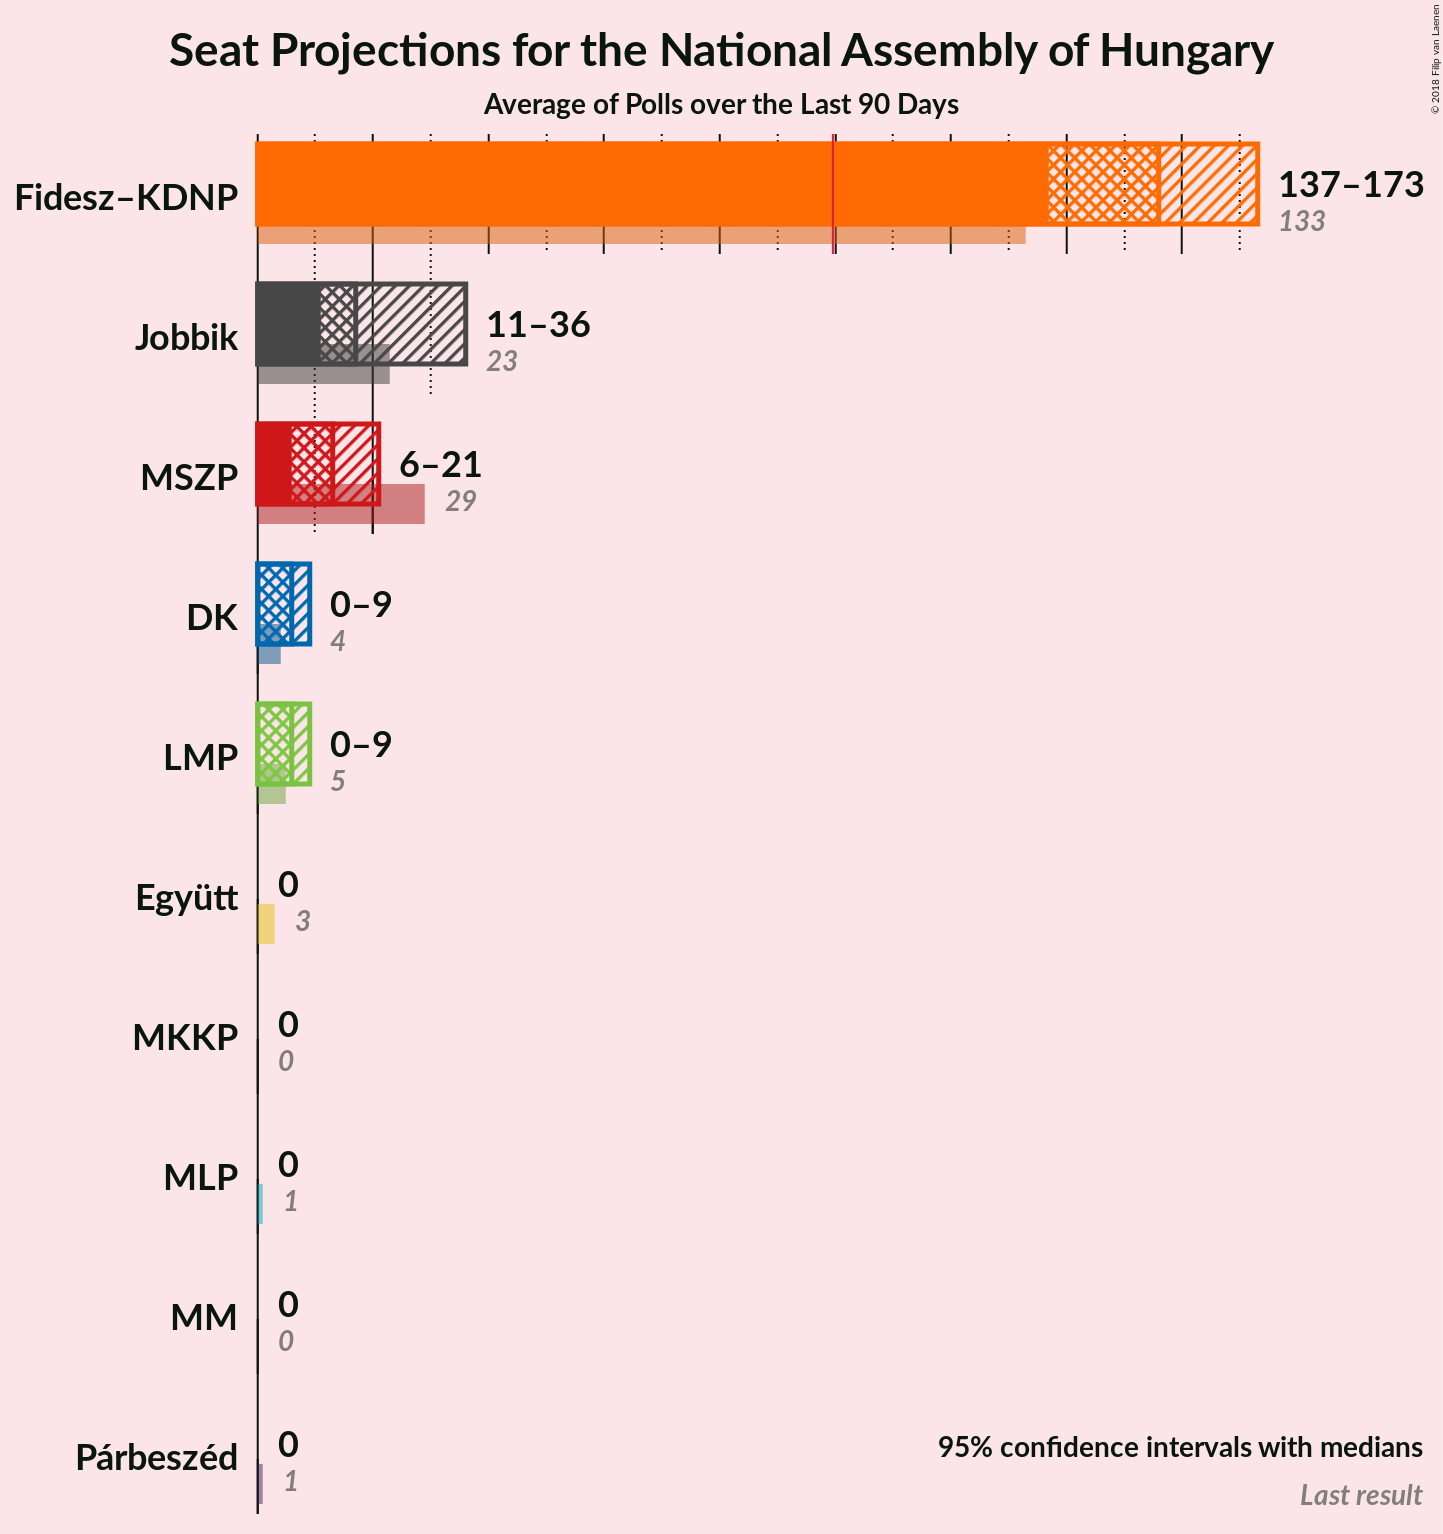 Seat Projections for the National Assembly of Hungary
Average of Polls over the Last 90 Days
© 2018 Filip van Laenen
Fidesz–KDNP
137–173
133
Jobbik
11–36
23
MSZP
6–21
29
DK
0–9
4
LMP
0–9
5
Együtt
0
3
MKKP
0
0
MLP
0
1
MM
0
0
Párbeszéd
0
1
95% confidence intervals with medians
Last result